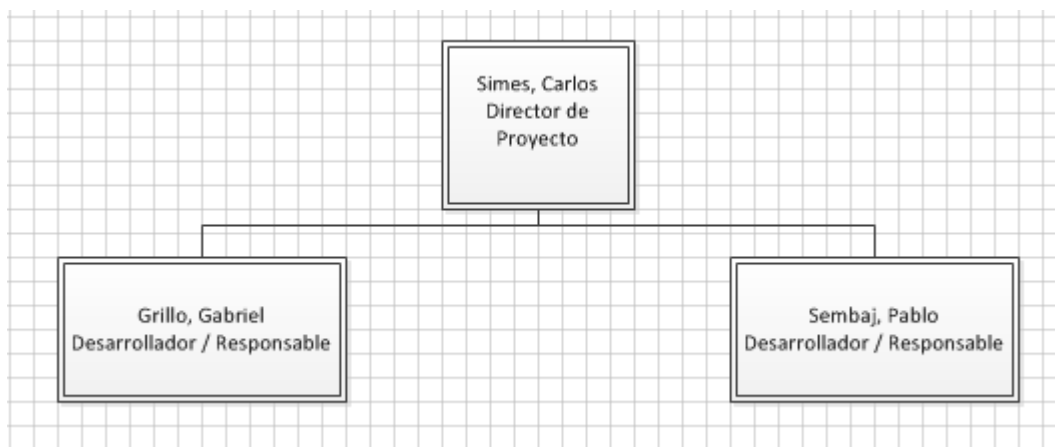 Simes, Carlos
Director de
Proyecto
Grillo, Gabriel
Desarrollador / Responsable
Sembaj, Pablo
Desarrollador / Responsable